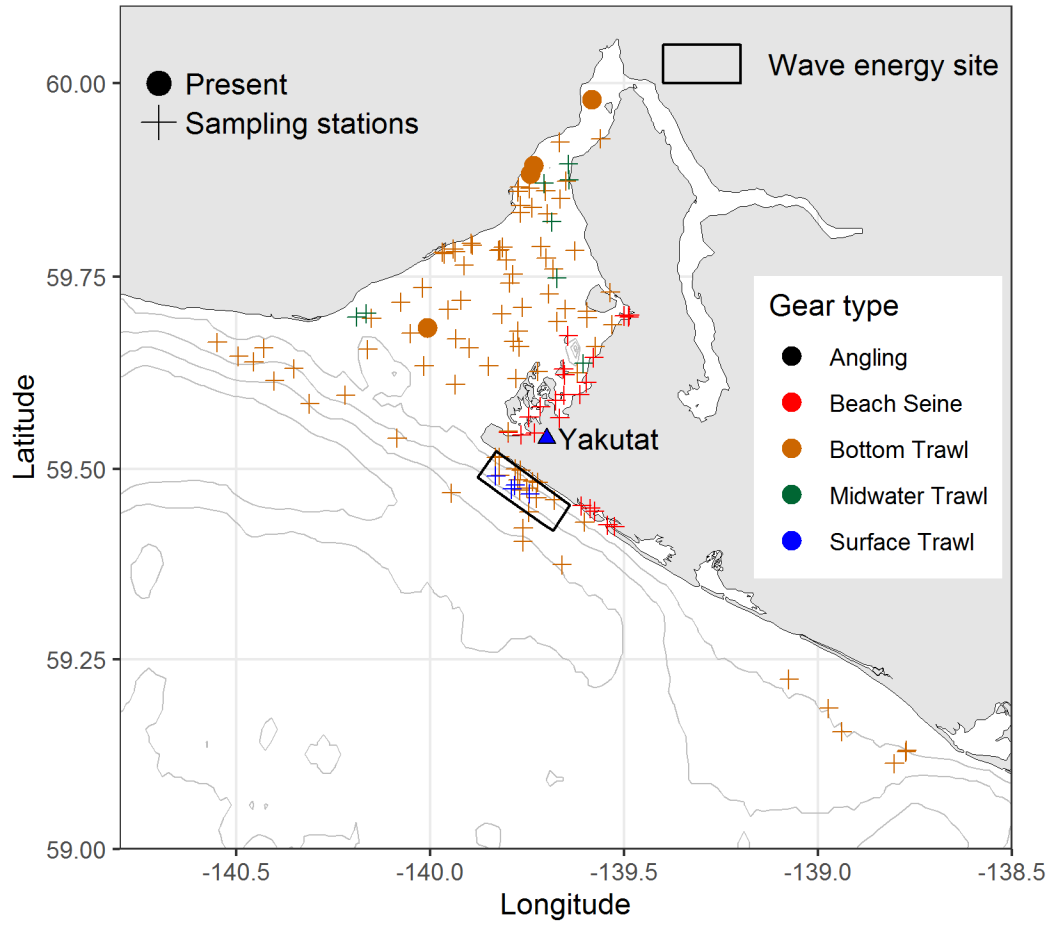 60.00
59.75
59.50
59.25
59.00
Latitude
Present
Sampling stations
Wave energy site
Yakutat
Gear type
Angling
Beach Seine
Bottom Trawl
Midwater Trawl
Surface Trawl
-140.5
-140.0
-139.5
-139.0
-138.5
Longitude